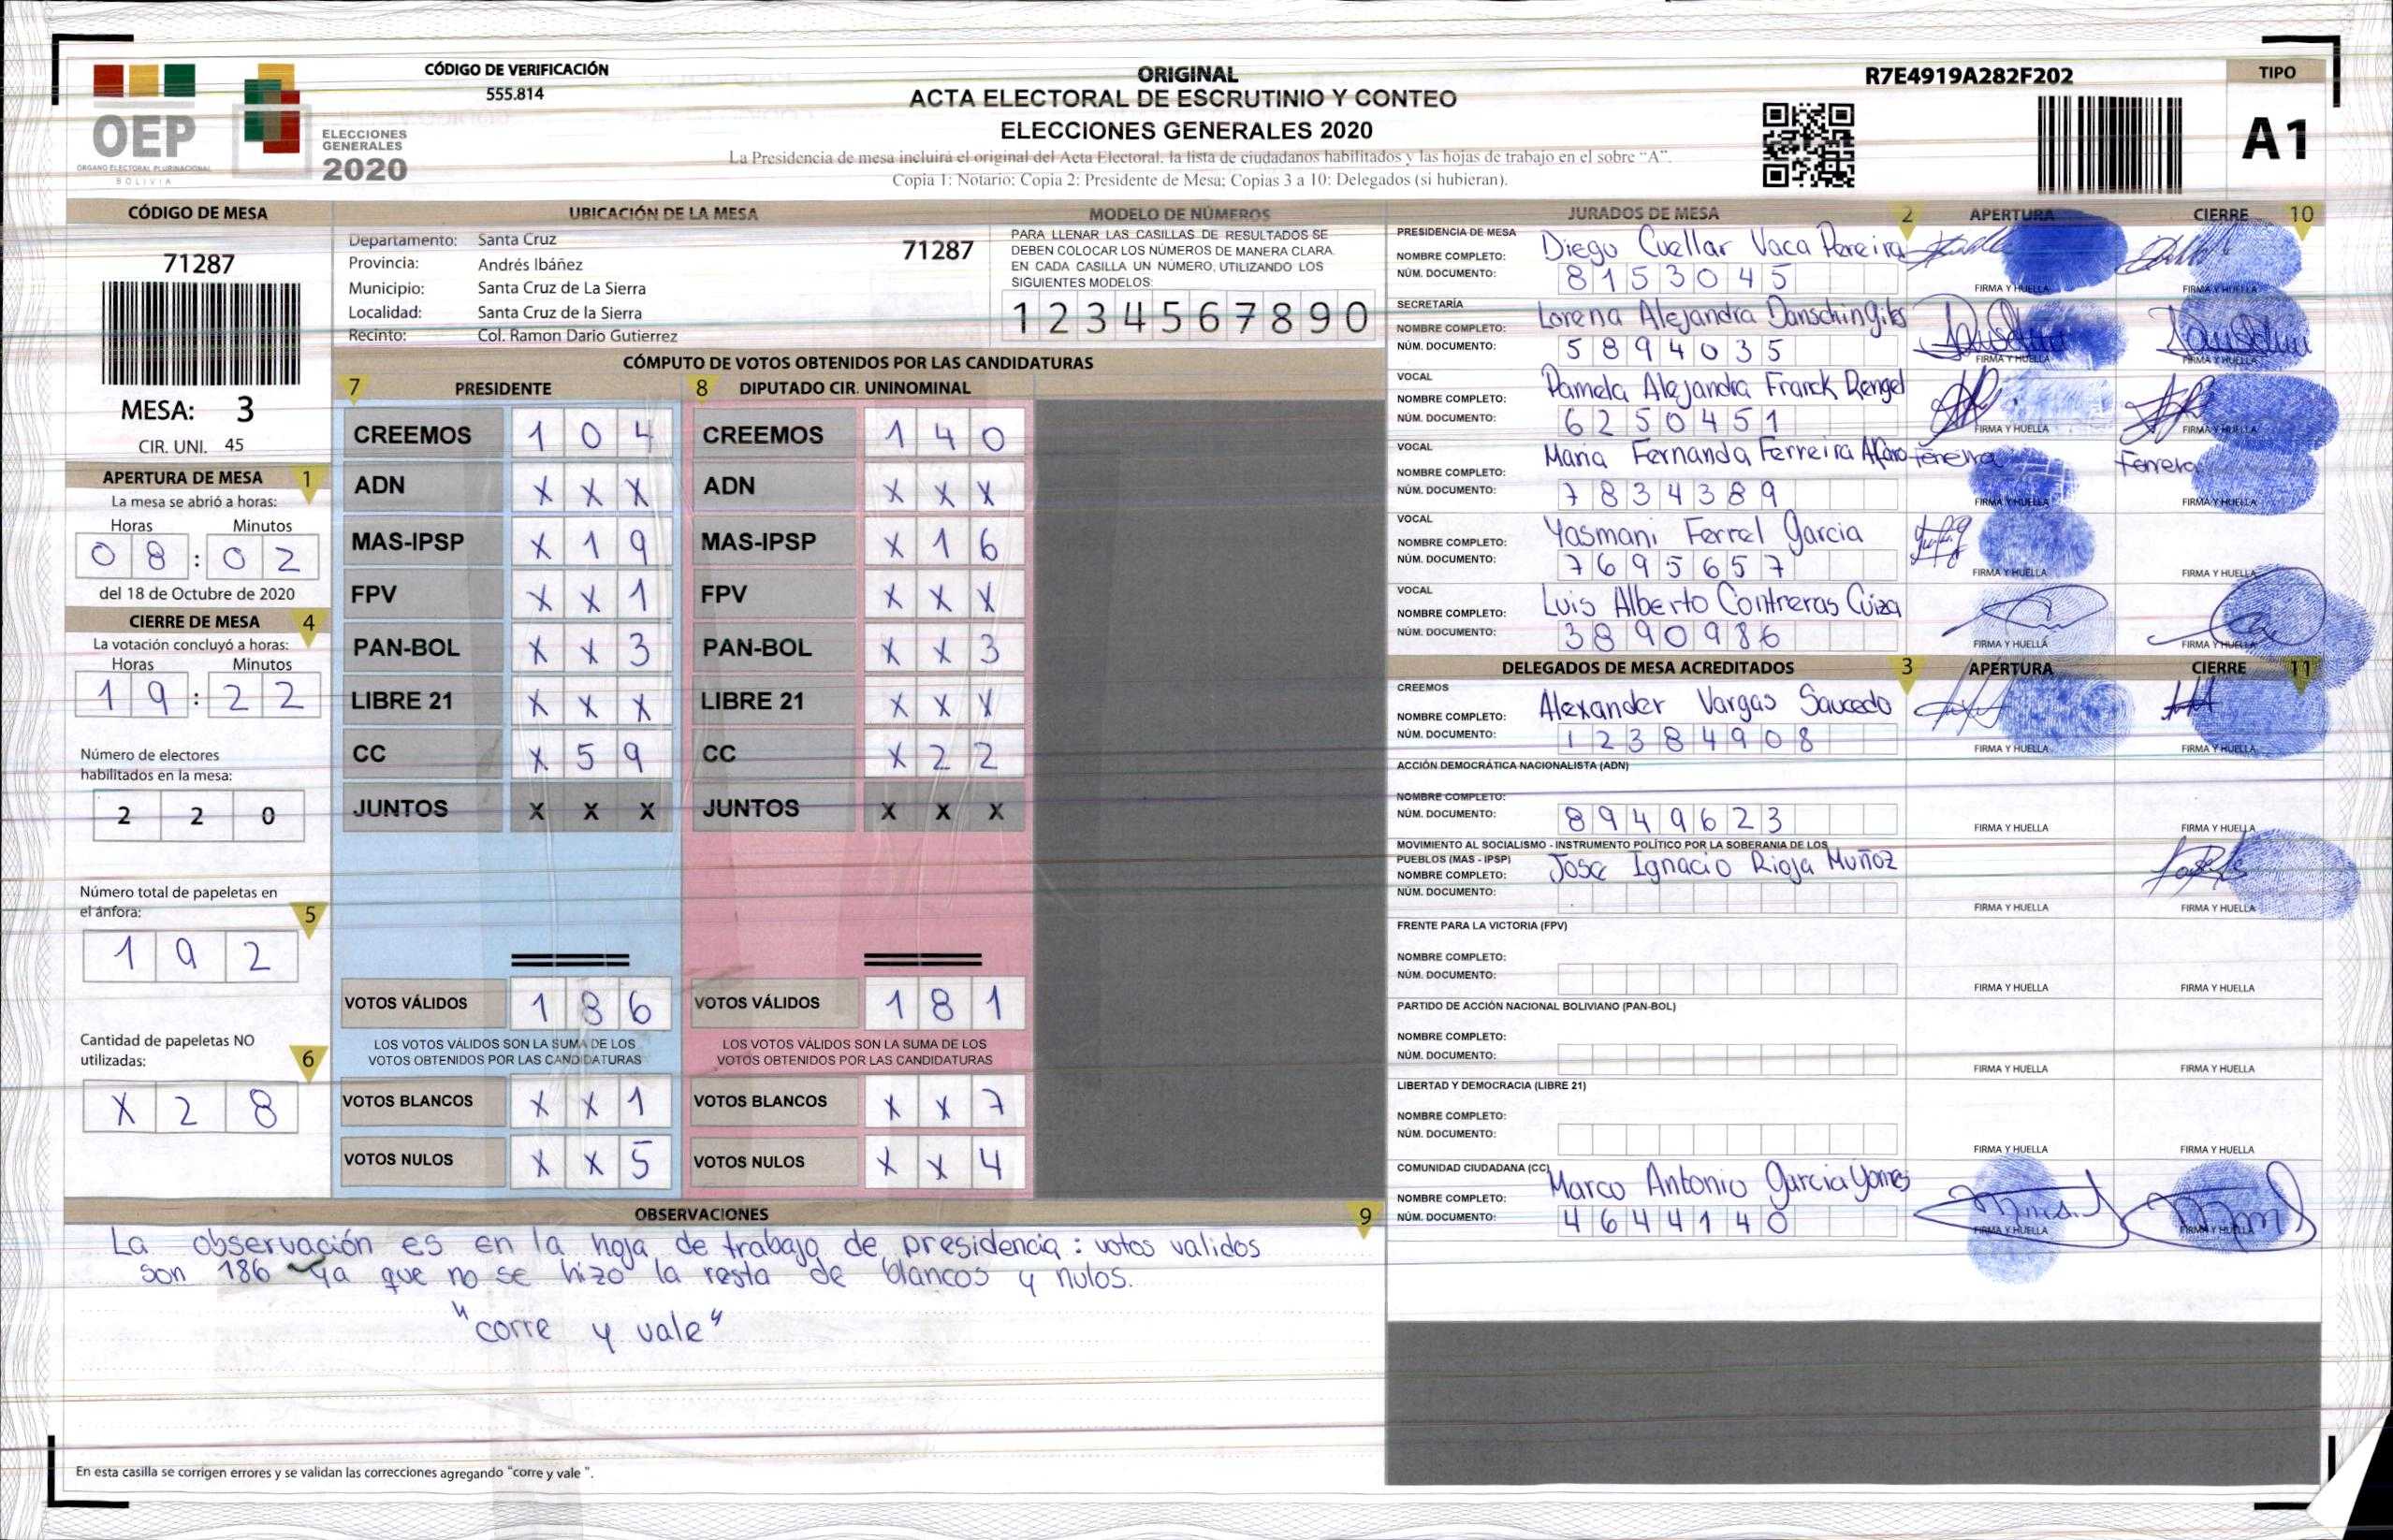 CÓDIGO DE VERIFICACIÓN
555.814
OEP
ÓRGANO ELECTORAL PLURINACIONAL
BOLIVIA
ELECCIONES
GENERALES
2020
ORIGINAL
ACTA ELECTORAL DE ESCRUTINIO Y CONTEO
ELECCIONES GENERALES 2020
La Presidencia de mesa incluirá el original del Acta Electoral, la lista de ciudadanos habilitados y las hojas de trabajo en el sobre “A”.
Copia 1: Notario; Copia 2: Presidente de Mesa; Copias 3 a 10: Delegados (si hubieran).
R7E4919A282F202
TIPO
A1
CÓDIGO DE MESA
71287
MESA: 3
CIR. UNI. 45
APERTURA DE MESA 1
La mesa se abrió a horas:
Horas Minutos
08:02
del 18 de Octubre de 2020
CIERRE DE MESA 4
La votación concluyó a horas:
Horas Minutos
19:22
Número de electores
habilitados en la mesa:
2 2 0
Número total de papeletas en
el ánfora: 5
1 9 2
Cantidad de papeletas NO
utilizadas: 6
X 2 8
UBICACIÓN DE LA MESA
Departamento: Santa Cruz
71287
Provincia: Andrés Ibáñez
Municipio: Santa Cruz de La Sierra
Localidad: Santa Cruz de la Sierra
Recinto: Col. Ramon Dario Gutierrez
MODELO DE NÚMEROS
PARA LLENAR LAS CASILLAS DE RESULTADOS SE
DEBEN COLOCAR LOS NÚMEROS DE MANERA CLARA.
EN CADA CASILLA UN NÚMERO, UTILIZANDO LOS
SIGUIENTES MODELOS:
1 2 3 4 5 6 7 8 9 0
CÓMPUTO DE VOTOS OBTENIDOS POR LAS CANDIDATURAS
7 PRESIDENTE
CREEMOS 1 0 4
ADN X X X
MAS-IPSP X 1 9
FPV X X 1
PAN-BOL X X 3
LIBRE 21 X X X
CC X 5 9
JUNTOS X X X
VOTOS VÁLIDOS 1 8 6
LOS VOTOS VÁLIDOS SON LA SUMA DE LOS
VOTOS OBTENIDOS POR LAS CANDIDATURAS
VOTOS BLANCOS X X 1
VOTOS NULOS X X 5
8 DIPUTADO CIR. UNINOMINAL
CREEMOS 1 4 0
ADN X X X
MAS-IPSP X 1 6
FPV X X X
PAN-BOL X X 3
LIBRE 21 X X X
CC X 2 2
JUNTOS X X X
VOTOS VÁLIDOS 1 8 1
LOS VOTOS VÁLIDOS SON LA SUMA DE LOS
VOTOS OBTENIDOS POR LAS CANDIDATURAS
VOTOS BLANCOS X X 7
VOTOS NULOS X X 4
OBSERVACIONES 9
La observación es en la hoja de trabajo de presidencia: votos validos
son 186 ya que no se hizo la resta de blancos y nulos.
"corre y vale"
En esta casilla se corrigen errores y se validan las correcciones agregando "corre y vale ".
JURADOS DE MESA 2 APERTURA CIERRE 10
PRESIDENCIA DE MESA
NOMBRE COMPLETO: Diego Cuellar Vaca Pereira
NÚM. DOCUMENTO: 8153045
FIRMA Y HUELLA FIRMA Y HUELLA
SECRETARÍA
NOMBRE COMPLETO: Lorena Alejandra
NÚM. DOCUMENTO: 5894035
FIRMA Y HUELLA FIRMA Y HUELLA
VOCAL
NOMBRE COMPLETO: Pamela Alejandra Franck Rengel
NÚM. DOCUMENTO: 6250451
FIRMA Y HUELLA FIRMA Y HUELLA
VOCAL
NOMBRE COMPLETO: Maria Fernanda Ferreira Alfaro
NÚM. DOCUMENTO: 7834389
FIRMA Y HUELLA FIRMA Y HUELLA
VOCAL
NOMBRE COMPLETO: Yasmani Ferrel Garcia
NÚM. DOCUMENTO: 7695657
FIRMA Y HUELLA FIRMA Y HUELLA
VOCAL
NOMBRE COMPLETO: Luis Alberto Contreras Cuiza
NÚM. DOCUMENTO: 3890986
FIRMA Y HUELLA FIRMA Y HUELLA
DELEGADOS DE MESA ACREDITADOS 3 APERTURA CIERRE 11
CREEMOS
NOMBRE COMPLETO: Alexander Vargas Saucedo
NÚM. DOCUMENTO: 12384908
FIRMA Y HUELLA FIRMA Y HUELLA
ACCIÓN DEMOCRÁTICA NACIONALISTA (ADN)
NOMBRE COMPLETO:
NÚM. DOCUMENTO: 8949623
FIRMA Y HUELLA FIRMA Y HUELLA
MOVIMIENTO AL SOCIALISMO - INSTRUMENTO POLÍTICO POR LA SOBERANIA DE LOS
PUEBLOS (MAS - IPSP)
NOMBRE COMPLETO: Jose Ignacio Rioja Muñoz
NÚM. DOCUMENTO:
FIRMA Y HUELLA FIRMA Y HUELLA
FRENTE PARA LA VICTORIA (FPV)
NOMBRE COMPLETO:
NÚM. DOCUMENTO:
FIRMA Y HUELLA FIRMA Y HUELLA
PARTIDO DE ACCIÓN NACIONAL BOLIVIANO (PAN-BOL)
NOMBRE COMPLETO:
NÚM. DOCUMENTO:
FIRMA Y HUELLA FIRMA Y HUELLA
LIBERTAD Y DEMOCRACIA (LIBRE 21)
NOMBRE COMPLETO:
NÚM. DOCUMENTO:
FIRMA Y HUELLA FIRMA Y HUELLA
COMUNIDAD CIUDADANA (CC)
NOMBRE COMPLETO: Marco Antonio Garcia
NÚM. DOCUMENTO: 4644140
FIRMA Y HUELLA FIRMA Y HUELLA